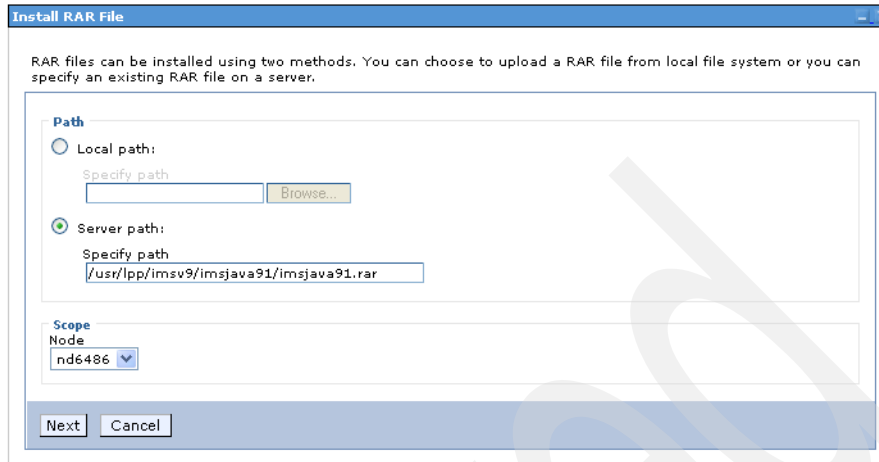 Install RAR File
RAR files can be installed using two methods. You can choose to upload a RAR file from local file system or you can
specify an existing RAR file on a server.
Path
Local path:
Specify path
Browse...
Server path:
Specify path
/usr/lpp/imsv9/imsjava91/imsjava91.rar
Scope
Node
nd6486
Next Cancel